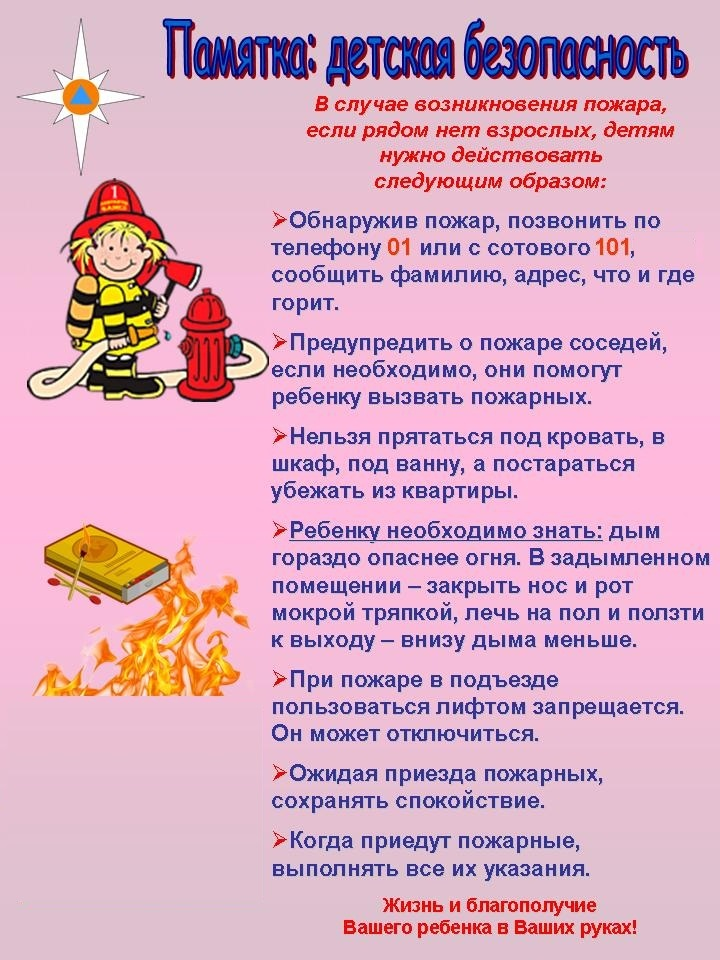 Памятка: детская безопасность
В случае возникновения пожара,
если рядом нет взрослых, детям
нужно действовать
следующим образом:
1
➢Обнаружив пожар, позвонить по
телефону 01 или с сотового 101,
сообщить фамилию, адрес, что и где
горит.
➢Предупредить о пожаре соседей,
если необходимо, они помогут
ребенку вызвать пожарных.
➢Нельзя прятаться под кровать, в
шкаф, под ванну, а постараться
убежать из квартиры.
➢Ребенку необходимо знать: дым
гораздо опаснее огня. В задымленном
помещении – закрыть нос и рот
мокрой тряпкой, лечь на пол и ползти
к выходу – внизу дыма меньше.
➢При пожаре в подъезде
пользоваться лифтом запрещается.
Он может отключиться.
➢Ожидая приезда пожарных,
сохранять спокойствие.
➢Когда приедут пожарные,
выполнять все их указания.
Жизнь и благополучие
Вашего ребенка в Ваших руках!